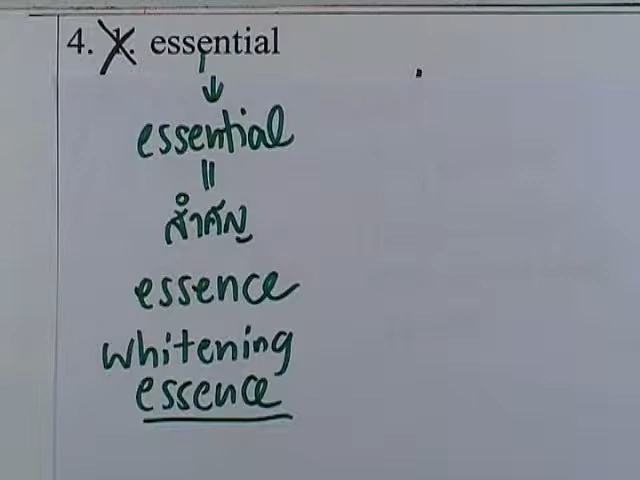 4. 1. essential
essential
สำคัญ
essence
whitening
essence